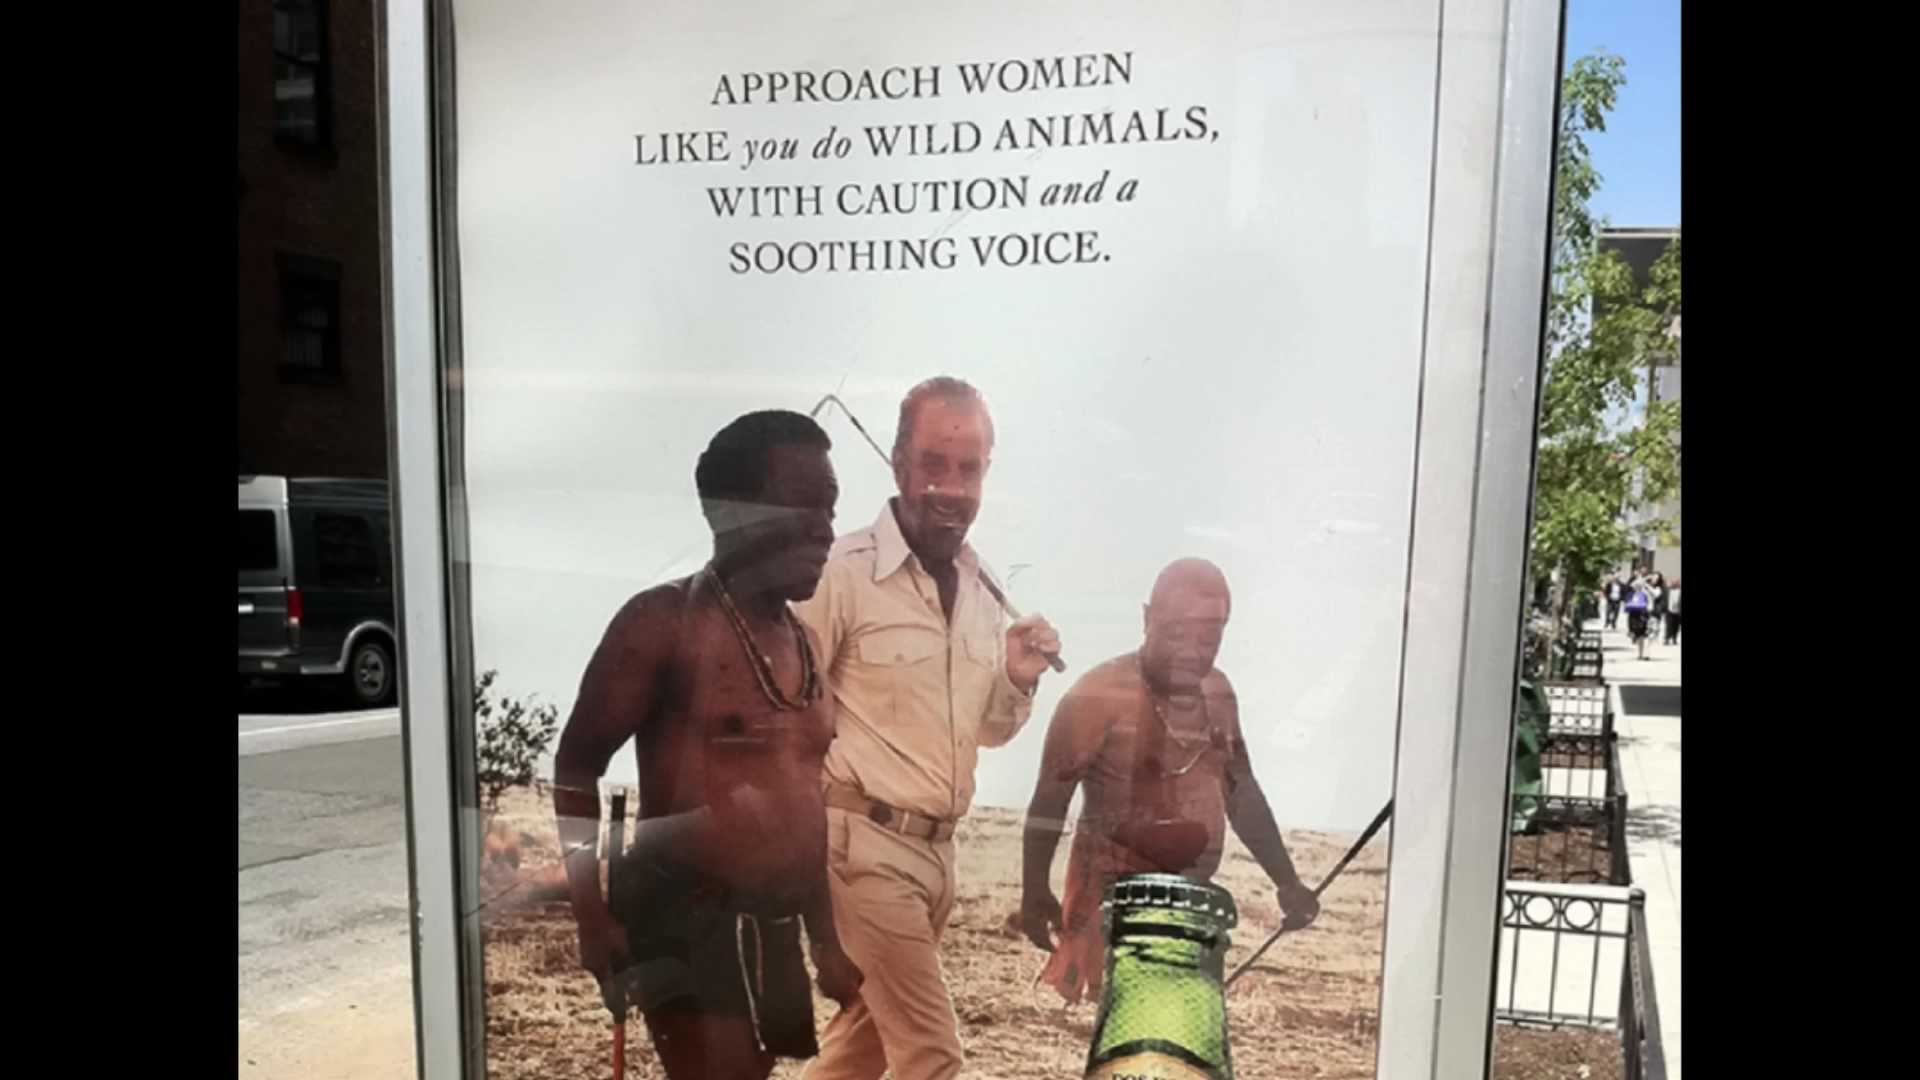 APPROACH WOMEN
LIKE you do WILD ANIMALS,
WITH CAUTION and a
SOOTHING VOICE.